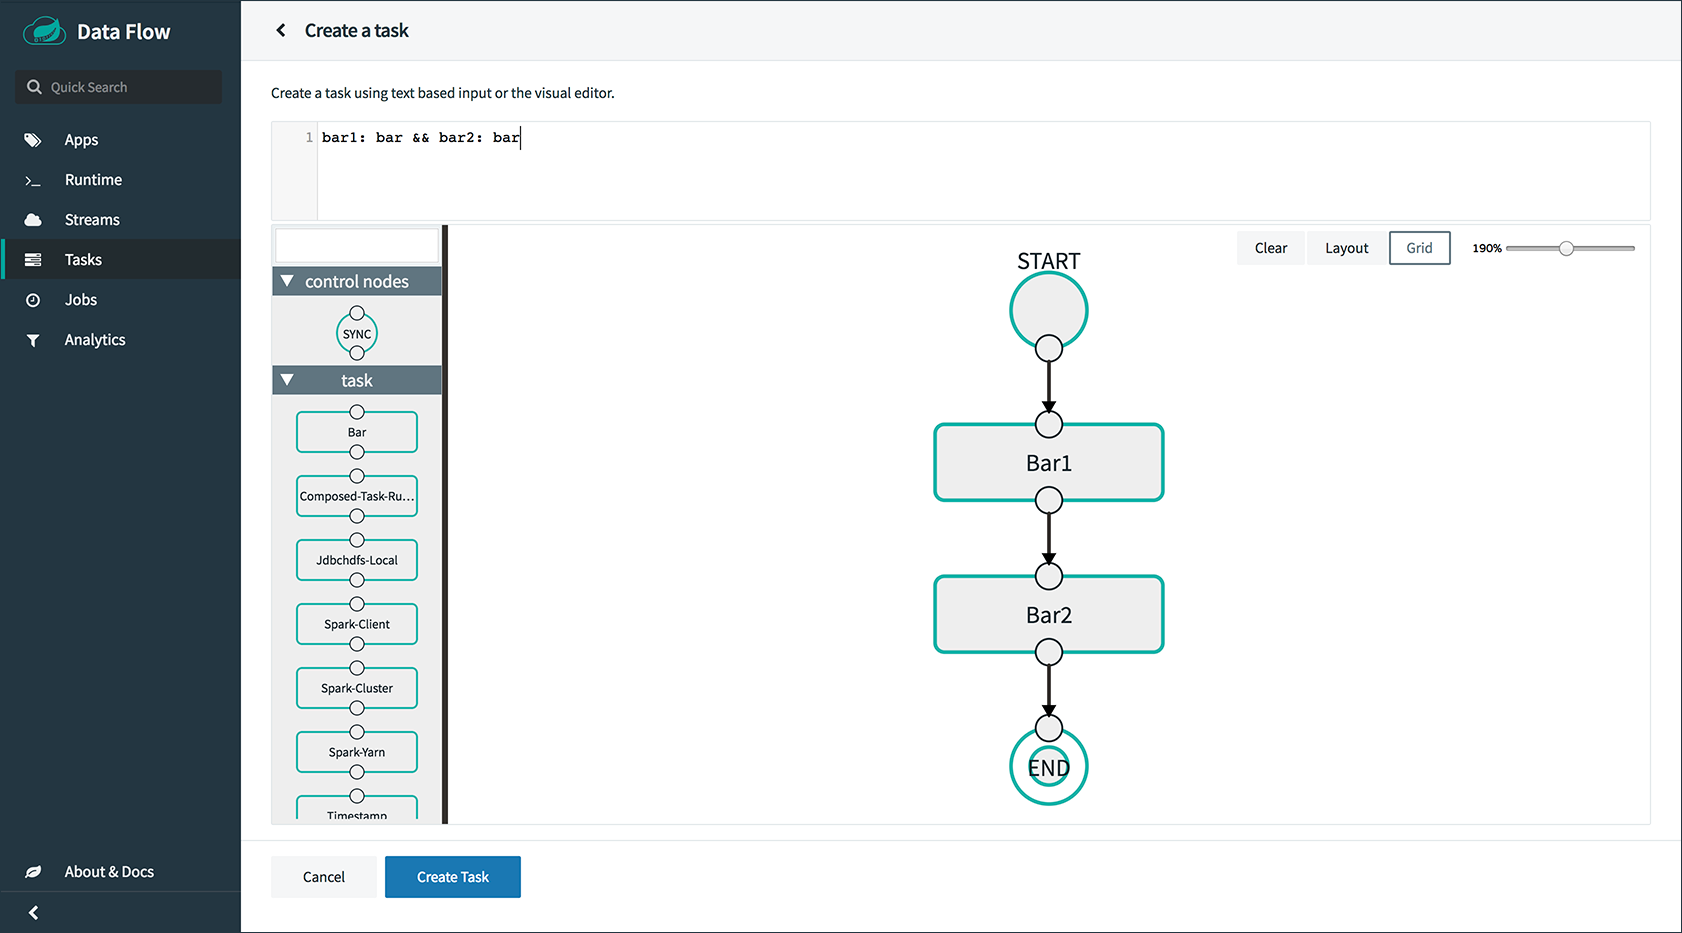 Data Flow
Quick Search
Apps
Runtime
Streams
Tasks
Jobs
Analytics
About & Docs
Create a task
Create a task using text based input or the visual editor.
1 bar1: bar && bar2: bar
control nodes
SYNC
task
Bar
Composed-Task-Ru...
Jdbchdfs-Local
Spark-Client
Spark-Cluster
Spark-Yarn
Timestamp
Clear Layout Grid 190%
START
Bar1
Bar2
END
Cancel Create Task